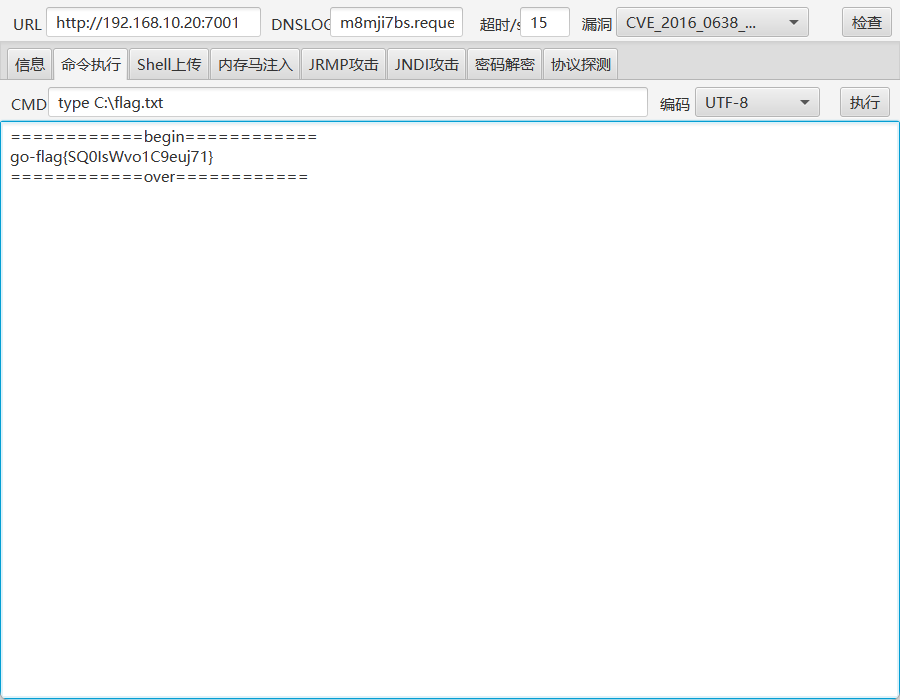 URL http://192.168.10.20:7001 DNSLOG m8mji7bs.reque 超时/s 15 漏洞 CVE_2016_0638_... 检查
信息 命令执行 Shell上传 内存马注入 JRMP攻击 JNDI攻击 密码解密 协议探测
CMD type C:\flag.txt 编码 UTF-8 执行
============begin============
go-flag{SQ0IsWvo1C9euj71}
============over============